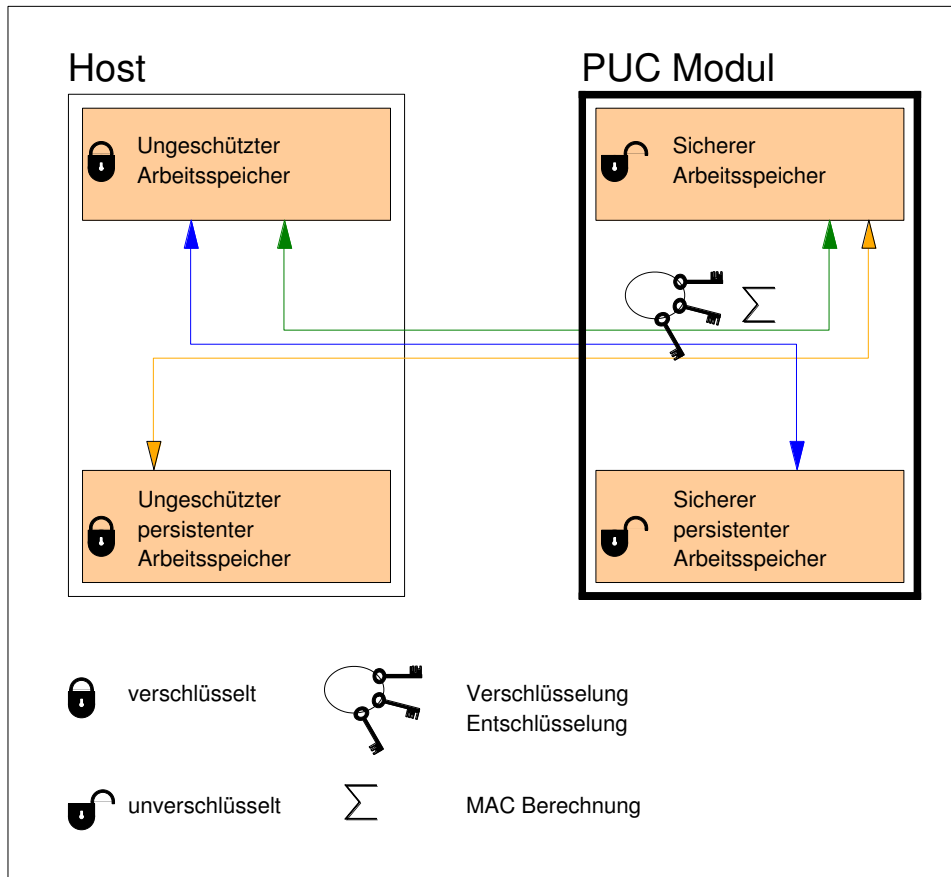 Host
PUC Modul
Ungeschützter
Arbeitsspeicher
Sicherer
Arbeitsspeicher
Ungeschützter
persistenter
Arbeitsspeicher
Sicherer
persistenter
Arbeitsspeicher
verschlüsselt
Verschlüsselung
Entschlüsselung
unverschlüsselt
MAC Berechnung